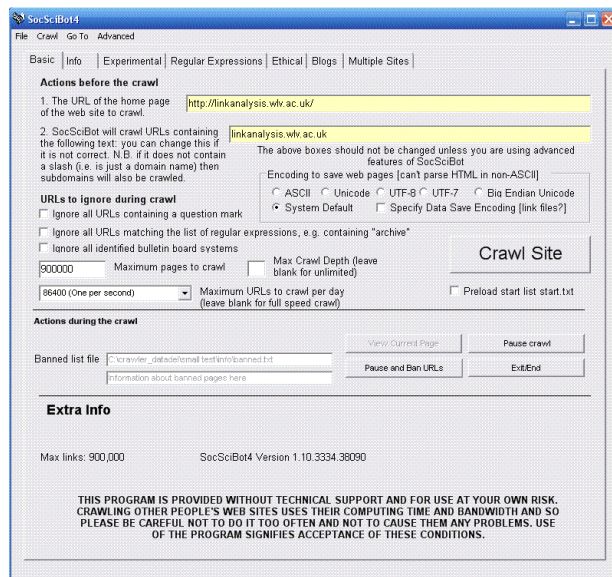 SocSciBot4
File Crawl Go To Advanced
Basic Info Experimental Regular Expressions Ethical Blogs Multiple Sites
Actions before the crawl
1. The URL of the home page
of the web site to crawl.
http://linkanalysis.wlv.ac.uk/
2. SocSciBot will crawl URLs containing
the following text: you can change this if
it is not correct. N.B. if it does not contain
a slash (i.e. is just a domain name) then
subdomains will also be crawled.
linkanalysis.wlv.ac.uk
The above boxes should not be changed unless you are using advanced
features of SocSciBot
Encoding to save web pages [can't parse HTML in non-ASCII]
ASCII Unicode UTF-8 UTF-7 Big Endian Unicode
System Default Specify Data Save Encoding [link files?]
URLs to ignore during crawl
Ignore all URLs containing a question mark
Ignore all URLs matching the list of regular expressions, e.g. containing "archive"
Ignore all identified bulletin board systems
900000 Maximum pages to crawl
Max Crawl Depth (leave
blank for unlimited)
Crawl Site
86400 (One per second)
Maximum URLs to crawl per day
(leave blank for full speed crawl)
Preload start list start.txt
Actions during the crawl
View Current Page Pause crawl
Banned list file C:\crawler_datadel\small test\info\banned.txt
Pause and Ban URLs Exit/End
Information about banned pages here
Extra Info
Max links: 900,000 SocSciBot4 Version 1.10.3334.38090
THIS PROGRAM IS PROVIDED WITHOUT TECHNICAL SUPPORT AND FOR USE AT YOUR OWN RISK.
CRAWLING OTHER PEOPLE'S WEB SITES USES THEIR COMPUTING TIME AND BANDWIDTH AND SO
PLEASE BE CAREFUL NOT TO DO IT TOO OFTEN AND NOT TO CAUSE THEM ANY PROBLEMS. USE
OF THE PROGRAM SIGNIFIES ACCEPTANCE OF THESE CONDITIONS.